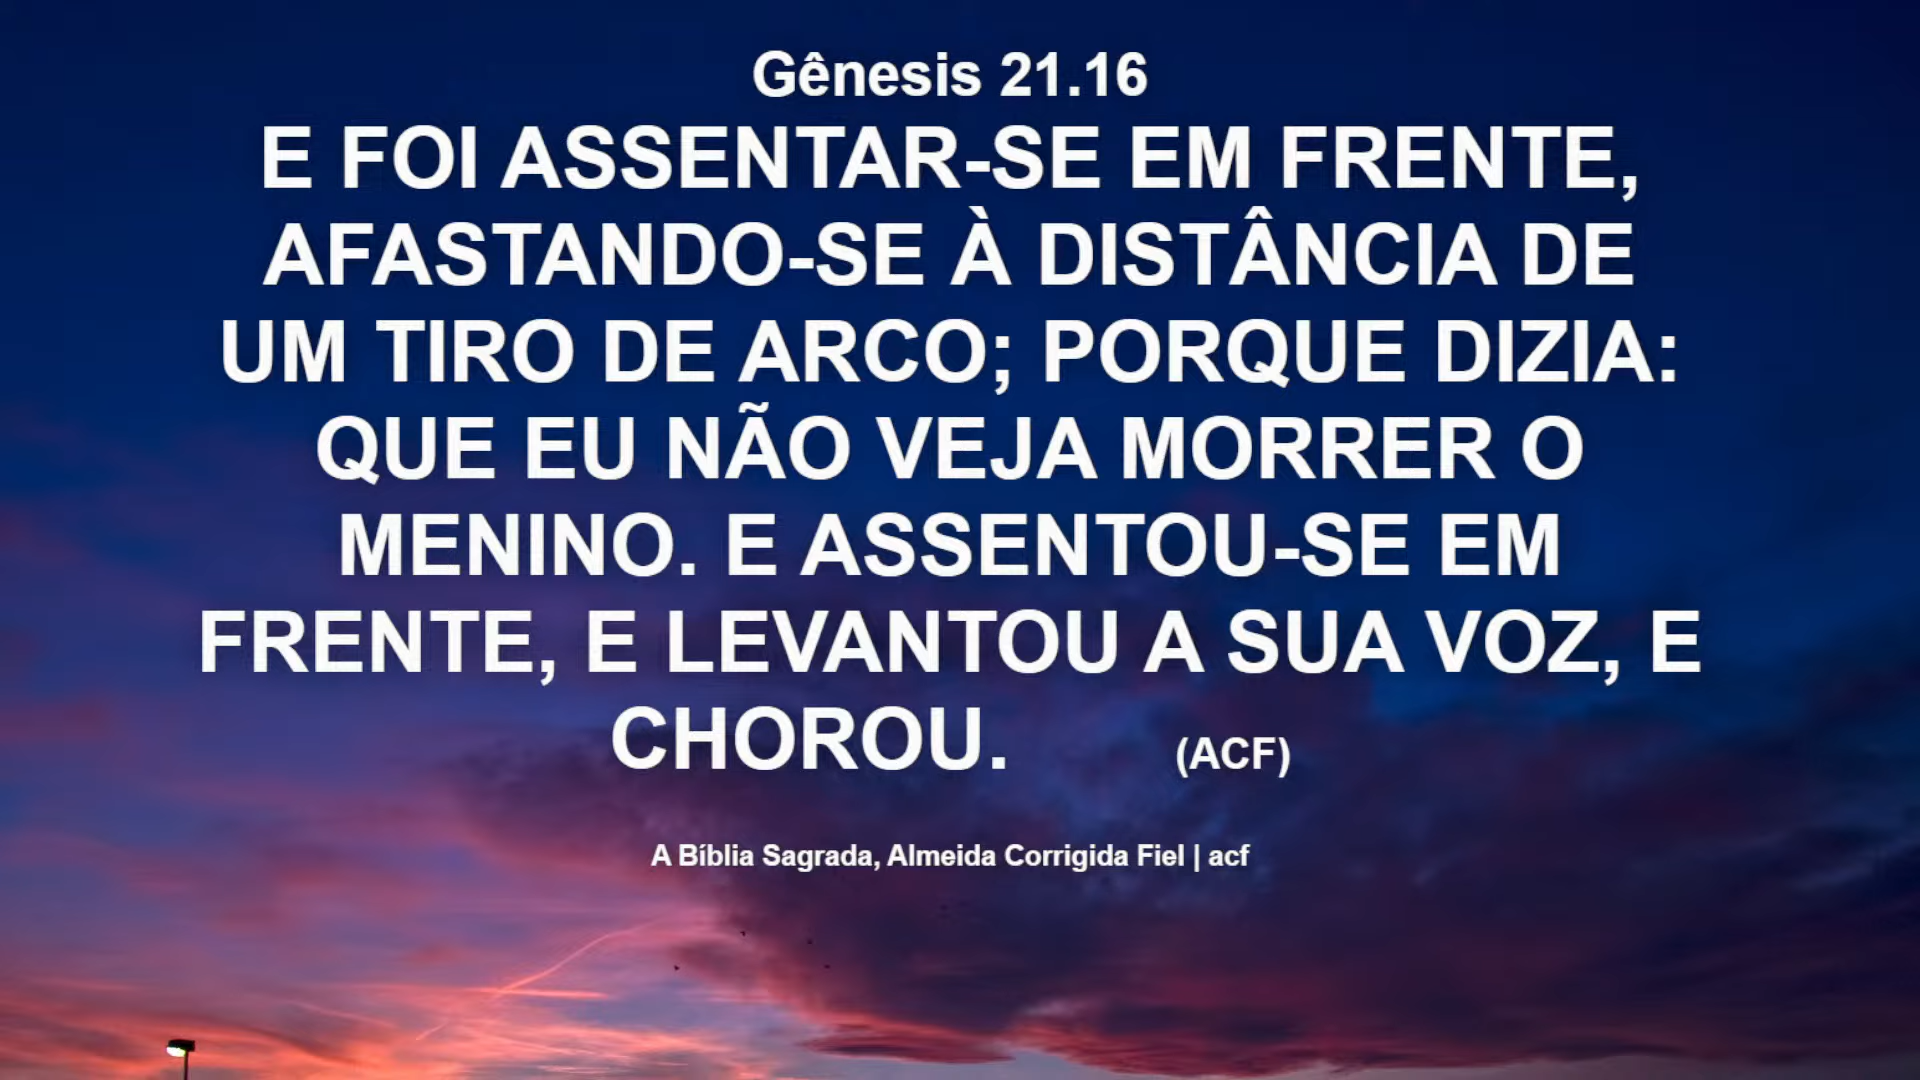 Gênesis 21.16
E FOI ASSENTAR-SE EM FRENTE,
AFASTANDO-SE À DISTÂNCIA DE
UM TIRO DE ARCO; PORQUE DIZIA:
QUE EU NÃO VEJA MORRER O
MENINO. E ASSENTOU-SE EM
FRENTE, E LEVANTOU A SUA VOZ, E
CHOROU. (ACF)
A Bíblia Sagrada, Almeida Corrigida Fiel | acf